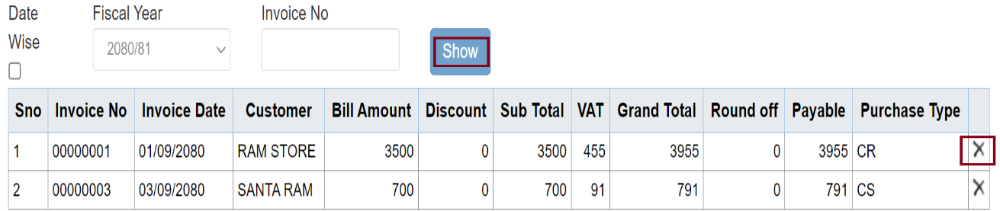 Date Fiscal Year Invoice No
Wise 2080/81 Show
Sno Invoice No Invoice Date Customer Bill Amount Discount Sub Total VAT Grand Total Round off Payable Purchase Type
1 00000001 01/09/2080 RAM STORE 3500 0 3500 455 3955 0 3955 CR
2 00000003 03/09/2080 SANTA RAM 700 0 700 91 791 0 791 CS